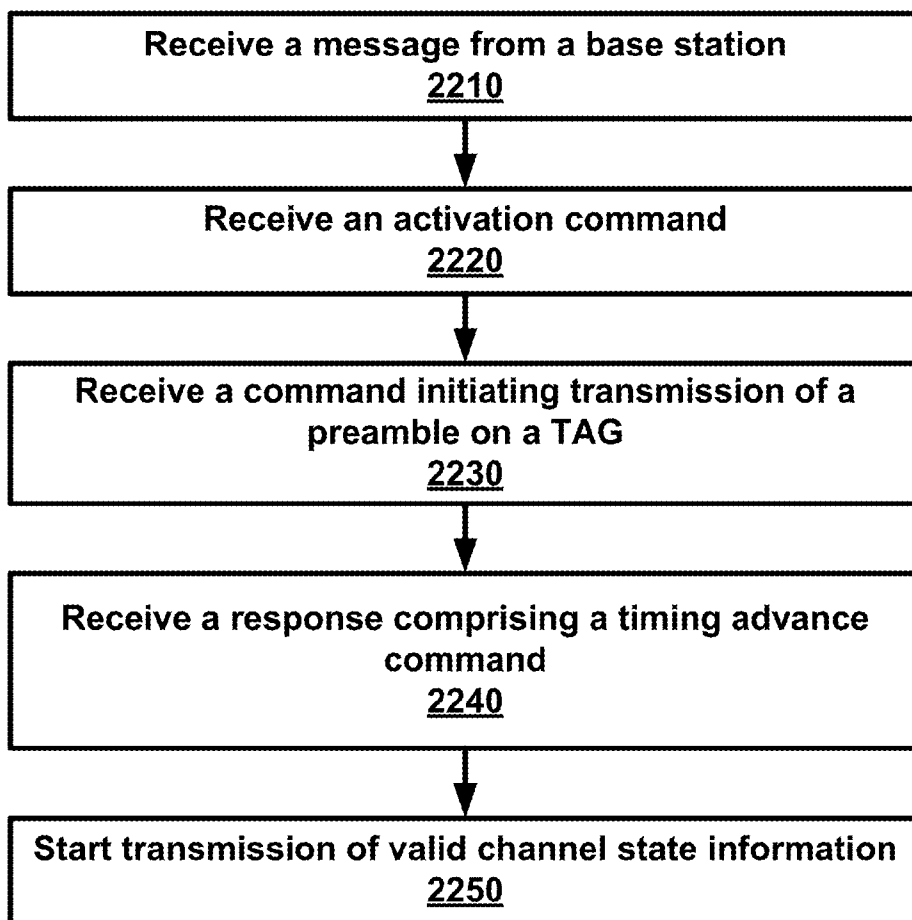 Receive a message from a base station
2210
Receive an activation command
2220
Receive a command initiating transmission of a
preamble on a TAG
2230
Receive a response comprising a timing advance
command
2240
Start transmission of valid channel state information
2250